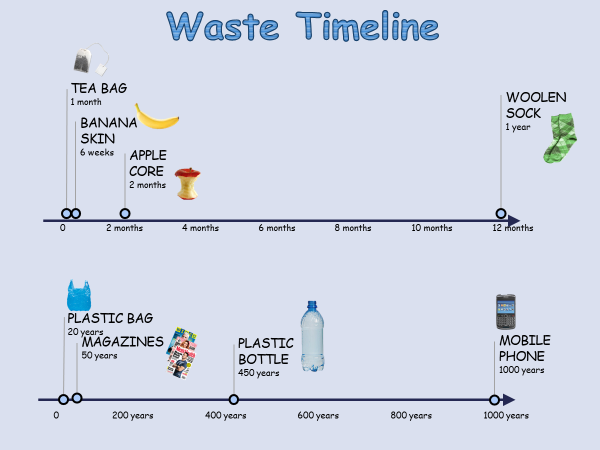 Waste Timeline
TEA BAG
1 month
BANANA
SKIN
6 weeks
APPLE
CORE
2 months
WOOLEN
SOCK
1 year
0 2 months 4 months 6 months 8 months 10 months 12 months
PLASTIC BAG
20 years
MAGAZINES
50 years
PLASTIC
BOTTLE
450 years
MOBILE
PHONE
1000 years
0 200 years 400 years 600 years 800 years 1000 years